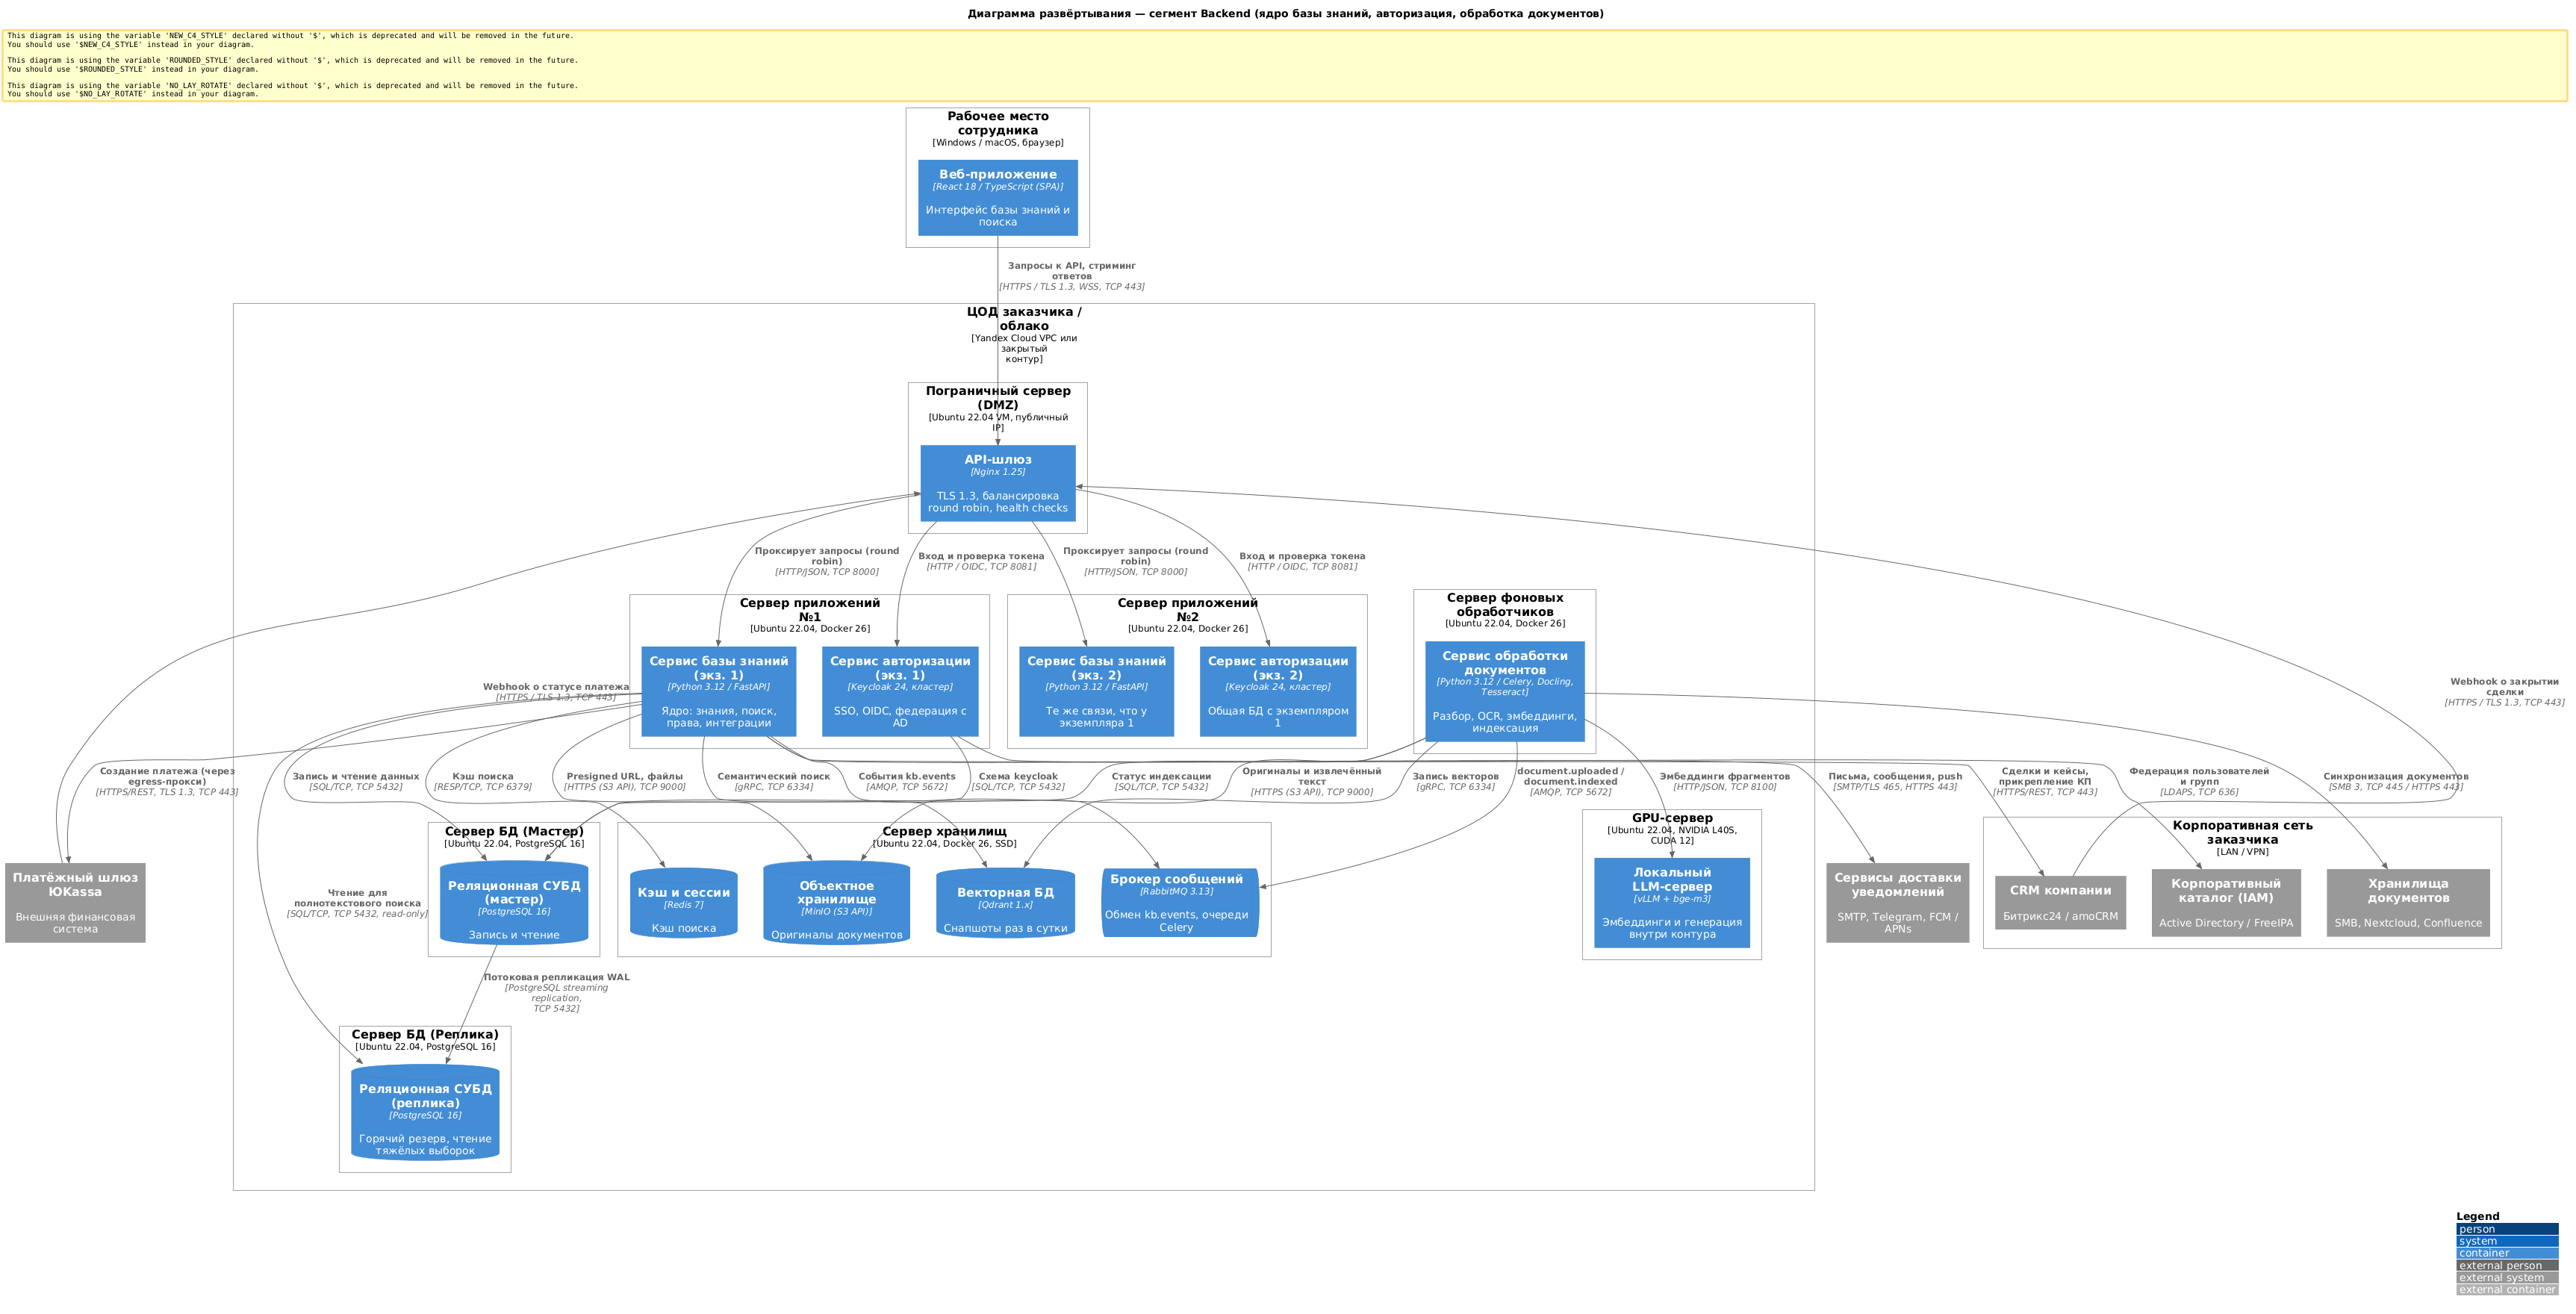 Диаграмма развёртывания — сегмент Backend (ядро базы знаний, авторизация, обработка документов)
This diagram is using the variable 'NEW_C4_STYLE' declared without '$', which is deprecated and will be removed in the future.
You should use '$NEW_C4_STYLE' instead in your diagram.
This diagram is using the variable 'ROUNDED_STYLE' declared without '$', which is deprecated and will be removed in the future.
You should use '$ROUNDED_STYLE' instead in your diagram.
This diagram is using the variable 'NO_LAY_ROTATE' declared without '$', which is deprecated and will be removed in the future.
You should use '$NO_LAY_ROTATE' instead in your diagram.
Рабочее место
сотрудника
[Windows / macOS, браузер]
Веб-приложение
[React 18 / TypeScript (SPA)]
Интерфейс базы знаний и
поиска
Запросы к API, стриминг
ответов
[HTTPS / TLS 1.3, WSS, TCP 443]
ЦОД заказчика /
облако
[Yandex Cloud VPC или
закрытый
контур]
Пограничный сервер
(DMZ)
[Ubuntu 22.04 VM, публичный
IP]
API-шлюз
[Nginx 1.25]
TLS 1.3, балансировка
round robin, health checks
Проксирует запросы (round
robin)
[HTTP/JSON, TCP 8000]
Вход и проверка токена
[HTTP / OIDC, TCP 8081]
Проксирует запросы (round
robin)
[HTTP/JSON, TCP 8000]
Вход и проверка токена
[HTTP / OIDC, TCP 8081]
Сервер приложений
№1
[Ubuntu 22.04, Docker 26]
Сервис базы знаний
(экз. 1)
[Python 3.12 / FastAPI]
Ядро: знания, поиск,
права, интеграции
Сервис авторизации
(экз. 1)
[Keycloak 24, кластер]
SSO, OIDC, федерация с
AD
Сервер приложений
№2
[Ubuntu 22.04, Docker 26]
Сервис базы знаний
(экз. 2)
[Python 3.12 / FastAPI]
Те же связи, что у
экземпляра 1
Сервис авторизации
(экз. 2)
[Keycloak 24, кластер]
Общая БД с экземпляром
1
Сервер фоновых
обработчиков
[Ubuntu 22.04, Docker 26]
Сервис обработки
документов
[Python 3.12 / Celery, Docling,
Tesseract]
Разбор, OCR, эмбеддинги,
индексация
Webhook о статусе платежа
[HTTPS / TLS 1.3, TCP 443]
Webhook о закрытии
сделки
[HTTPS / TLS 1.3, TCP 443]
Создание платежа (через
egress-прокси)
[HTTPS/REST, TLS 1.3, TCP 443]
Запись и чтение данных
[SQL/TCP, TCP 5432]
Кэш поиска
[RESP/TCP, TCP 6379]
Presigned URL, файлы
[HTTPS (S3 API), TCP 9000]
Семантический поиск
[gRPC, TCP 6334]
События kb.events
[AMQP, TCP 5672]
Схема keycloak
[SQL/TCP, TCP 5432]
Статус индексации
[SQL/TCP, TCP 5432]
Оригиналы и извлечённый
текст
[HTTPS (S3 API), TCP 9000]
Запись векторов
[gRPC, TCP 6334]
document.uploaded /
document.indexed
[AMQP, TCP 5672]
Эмбеддинги фрагментов
[HTTP/JSON, TCP 8100]
Письма, сообщения, push
[SMTP/TLS 465, HTTPS 443]
Сделки и кейсы,
прикрепление КП
[HTTPS/REST, TCP 443]
Федерация пользователей
и групп
[LDAPS, TCP 636]
Синхронизация документов
[SMB 3, TCP 445 / HTTPS 443]
Платёжный шлюз
ЮKassa
Внешняя финансовая
система
Чтение для
полнотекстового поиска
[SQL/TCP, TCP 5432, read-only]
Сервер БД (Мастер)
[Ubuntu 22.04, PostgreSQL 16]
Реляционная СУБД
(мастер)
[PostgreSQL 16]
Запись и чтение
Сервер хранилищ
[Ubuntu 22.04, Docker 26, SSD]
Кэш и сессии
[Redis 7]
Кэш поиска
Объектное
хранилище
[MinIO (S3 API)]
Оригиналы документов
Векторная БД
[Qdrant 1.x]
Снапшоты раз в сутки
Брокер сообщений
[RabbitMQ 3.13]
Обмен kb.events, очереди
Celery
GPU-сервер
[Ubuntu 22.04, NVIDIA L40S,
CUDA 12]
Локальный
LLM-сервер
[vLLM + bge-m3]
Эмбеддинги и генерация
внутри контура
Сервисы доставки
уведомлений
SMTP, Telegram, FCM /
APNs
Корпоративная сеть
заказчика
[LAN / VPN]
CRM компании
Битрикс24 / amoCRM
Корпоративный
каталог (IAM)
Active Directory / FreeIPA
Хранилища
документов
SMB, Nextcloud, Confluence
Потоковая репликация WAL
[PostgreSQL streaming
replication,
TCP 5432]
Сервер БД (Реплика)
[Ubuntu 22.04, PostgreSQL 16]
Реляционная СУБД
(реплика)
[PostgreSQL 16]
Горячий резерв, чтение
тяжёлых выборок
Legend
person
system
container
external person
external system
external container